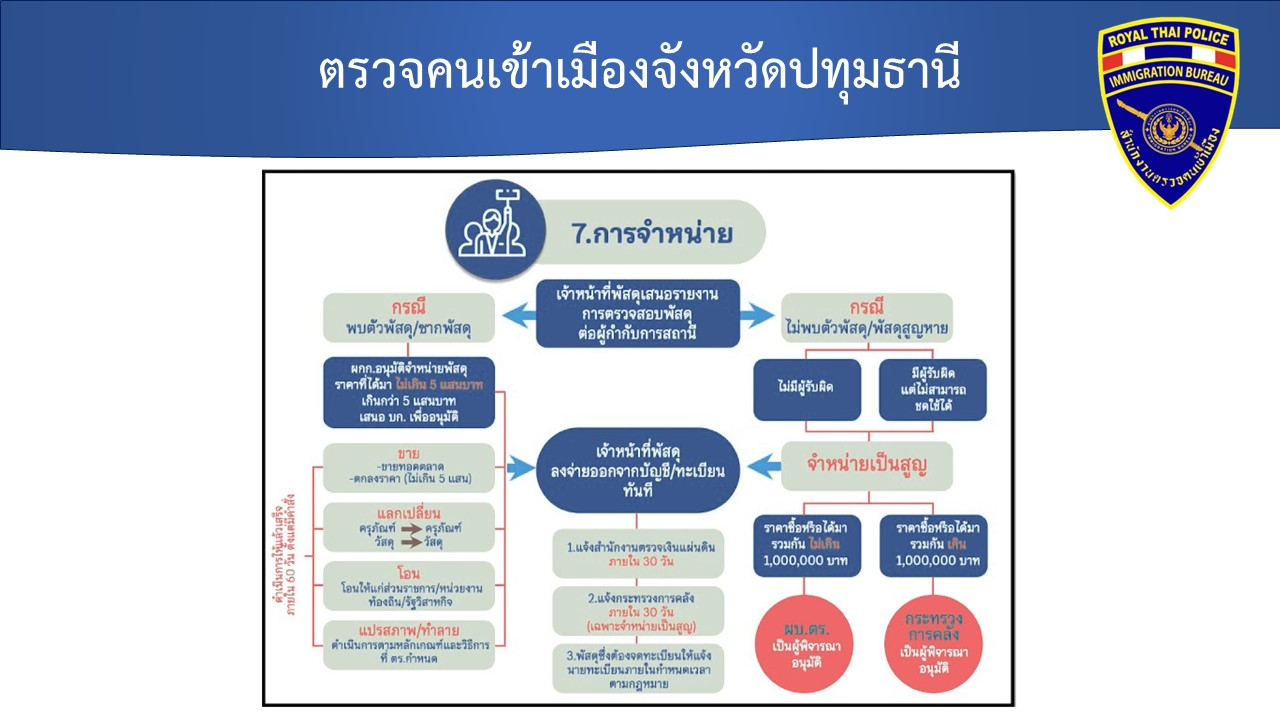 ตรวจคนเข้าเมืองจังหวัดปทุมธานี
ROYAL THAI POLICE
IMMIGRATION BUREAU
สำนักงานตรวจคนเข้าเมือง
7.การจำหน่าย
เจ้าหน้าที่พัสดุเสนอรายงาน
การตรวจสอบพัสดุ
ต่อผู้กำกับการสถานี
กรณี
พบตัวพัสดุ/ซากพัสดุ
ผกก.อนุมัติจำหน่ายพัสดุ
ราคาที่ได้มา ไม่เกิน 5 แสนบาท
เกินกว่า 5 แสนบาท
เสนอ บก. เพื่ออนุมัติ
ขาย
-ขายทอดตลาด
-ตกลงราคา (ไม่เกิน 5 แสน)
แลกเปลี่ยน
ครุภัณฑ์ ครุภัณฑ์
วัสดุ วัสดุ
โอน
โอนให้แก่ส่วนราชการ/หน่วยงาน
ท้องถิ่น/รัฐวิสาหกิจ
แปรสภาพ/ทำลาย
ดำเนินการตามหลักเกณฑ์และวิธีการ
ที่ ตร.กำหนด
ดำเนินการให้แล้วเสร็จ
ภายใน 60 วัน ตั้งแต่มีคำสั่ง
เจ้าหน้าที่พัสดุ
ลงจ่ายออกจากบัญชี/ทะเบียน
ทันที
1.แจ้งสำนักงานตรวจเงินแผ่นดิน
ภายใน 30 วัน
2.แจ้งกระทรวงการคลัง
ภายใน 30 วัน
(เฉพาะจำหน่ายเป็นสูญ)
3.พัสดุซึ่งต้องจดทะเบียนให้แจ้ง
นายทะเบียนภายในกำหนดเวลา
ตามกฎหมาย
กรณี
ไม่พบตัวพัสดุ/พัสดุสูญหาย
ไม่มีผู้รับผิด
มีผู้รับผิด
แต่ไม่สามารถ
ชดใช้ได้
จำหน่ายเป็นสูญ
ราคาซื้อหรือได้มา
รวมกัน ไม่เกิน
1,000,000 บาท
ผบ.ตร.
เป็นผู้พิจารณา
อนุมัติ
ราคาซื้อหรือได้มา
รวมกัน เกิน
1,000,000 บาท
กระทรวง
การคลัง
เป็นผู้พิจารณา
อนุมัติ